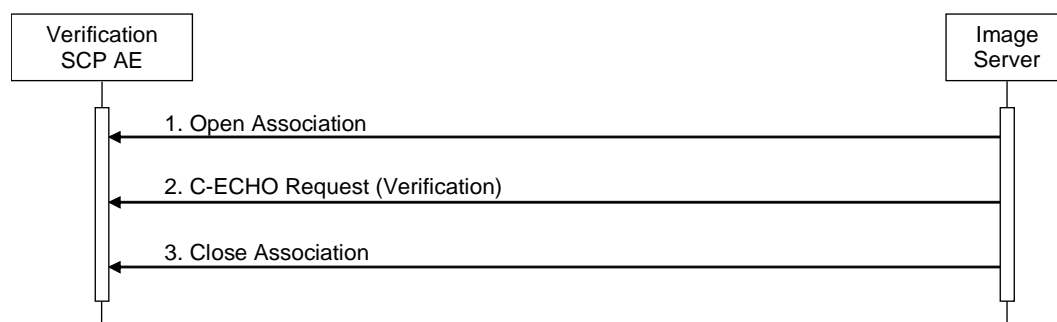 Verification
SCP AE
Image
Server
1. Open Association
2. C-ECHO Request (Verification)
3. Close Association